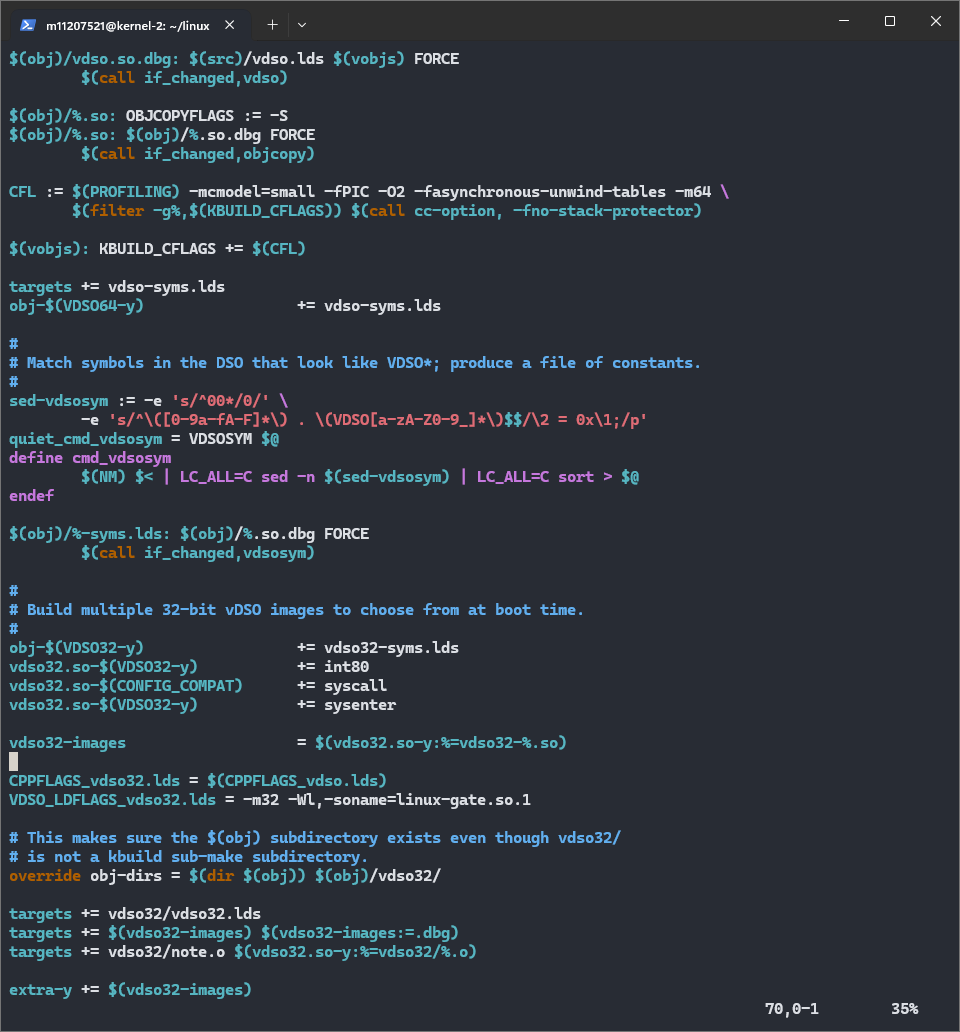 m11207521@kernel-2: ~/linux
$(obj)/vdso.so.dbg: $(src)/vdso.lds $(vobjs) FORCE
        $(call if_changed,vdso)
$(obj)/%.so: OBJCOPYFLAGS := -S
$(obj)/%.so: $(obj)/%.so.dbg FORCE
        $(call if_changed,objcopy)
CFL := $(PROFILING) -mcmodel=small -fPIC -O2 -fasynchronous-unwind-tables -m64 \
       $(filter -g%,$(KBUILD_CFLAGS)) $(call cc-option, -fno-stack-protector)
$(vobjs): KBUILD_CFLAGS += $(CFL)
targets += vdso-syms.lds
obj-$(VDSO64-y)                 += vdso-syms.lds
#
# Match symbols in the DSO that look like VDSO*; produce a file of constants.
#
sed-vdsosym := -e 's/^00*/0/' \
        -e 's/^\([0-9a-fA-F]*\) . \(VDSO[a-zA-Z0-9_]*\)$$/\2 = 0x\1;/p'
quiet_cmd_vdsosym = VDSOSYM $@
define cmd_vdsosym
        $(NM) $< | LC_ALL=C sed -n $(sed-vdsosym) | LC_ALL=C sort > $@
endef
$(obj)/%-syms.lds: $(obj)/%.so.dbg FORCE
        $(call if_changed,vdsosym)
#
# Build multiple 32-bit vDSO images to choose from at boot time.
#
obj-$(VDSO32-y)                 += vdso32-syms.lds
vdso32.so-$(VDSO32-y)           += int80
vdso32.so-$(CONFIG_COMPAT)      += syscall
vdso32.so-$(VDSO32-y)           += sysenter
vdso32-images                   = $(vdso32.so-y:%=vdso32-%.so)
CPPFLAGS_vdso32.lds = $(CPPFLAGS_vdso.lds)
VDSO_LDFLAGS_vdso32.lds = -m32 -Wl,-soname=linux-gate.so.1
# This makes sure the $(obj) subdirectory exists even though vdso32/
# is not a kbuild sub-make subdirectory.
override obj-dirs = $(dir $(obj)) $(obj)/vdso32/
targets += vdso32/vdso32.lds
targets += $(vdso32-images) $(vdso32-images:=.dbg)
targets += vdso32/note.o $(vdso32.so-y:%=vdso32/%.o)
extra-y += $(vdso32-images)
70,0-1        35%